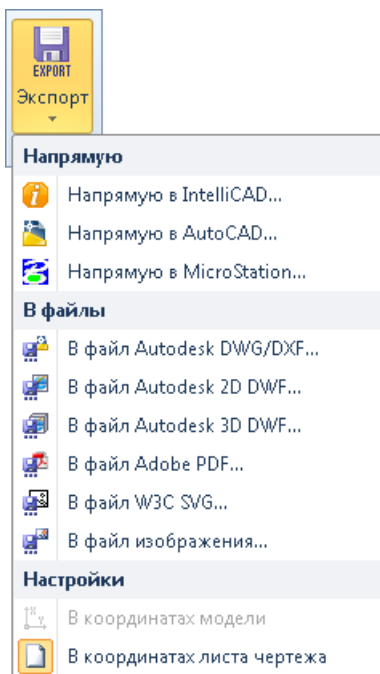 EXPORT
Экспорт
Напрямую
Напрямую в IntelliCAD...
Напрямую в AutoCAD...
Напрямую в MicroStation...
В файлы
В файл Autodesk DWG/DXF...
В файл Autodesk 2D DWF...
В файл Autodesk 3D DWF...
В файл Adobe PDF...
В файл W3C SVG...
В файл изображения...
Настройки
В координатах модели
В координатах листа чертежа